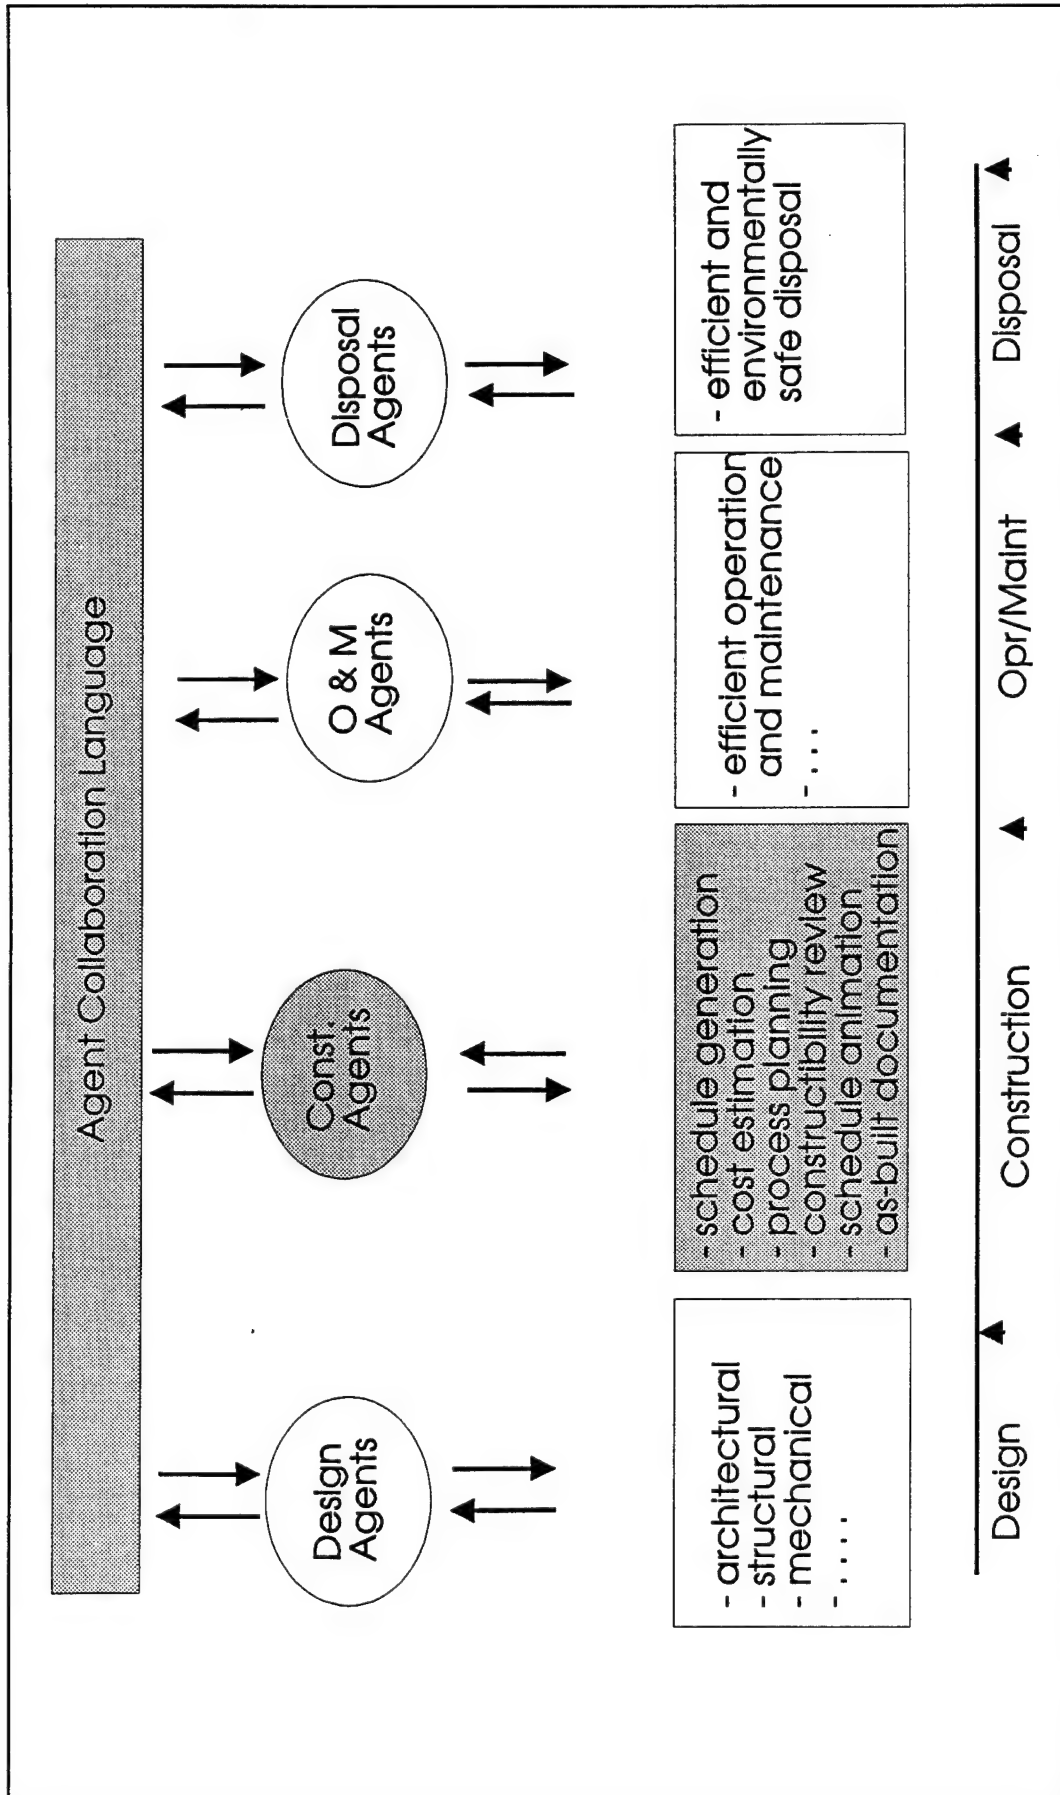 Agent Collaboration Language
Design
Agents
Const.
Agents
O & M
Agents
Disposal
Agents
- architectural
- structural
- mechanical
- . . . .
- schedule generation
- cost estimation
- process planning
- constructibility review
- schedule animation
- as-built documentation
- efficient operation
and maintenance
- . . .
- efficient and
environmentally
safe disposal
Design
Construction
Opr/Maint
Disposal